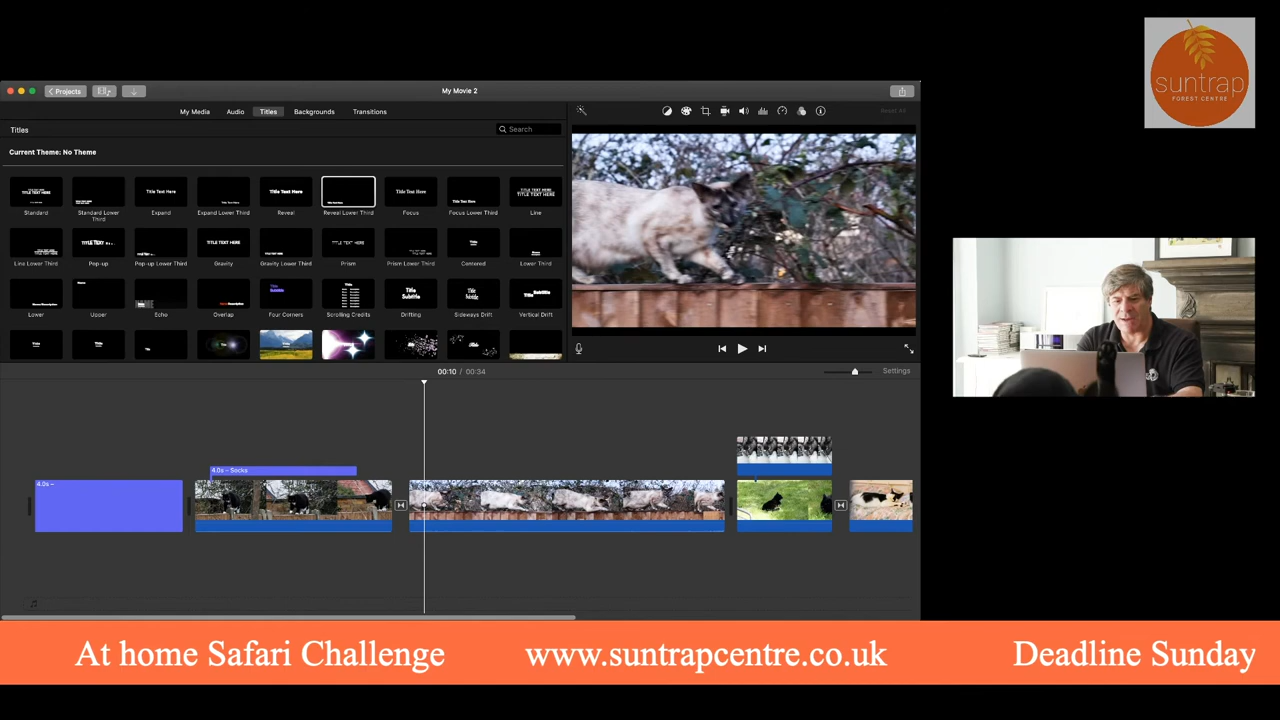 suntrap
FOREST CENTRE
Projects
My Movie 2
My Media Audio Titles Backgrounds Transitions
Reset All
Titles
Search
Current Theme: No Theme
Standard
Standard Lower Third
Expand
Expand Lower Third
Reveal
Reveal Lower Third
Focus
Focus Lower Third
Line
Line Lower Third
Pop-up
Pop-up Lower Third
Gravity
Gravity Lower Third
Prism
Prism Lower Third
Centered
Lower Third
Lower
Upper
Echo
Overlap
Four Corners
Scrolling Credits
Drifting
Sideways Drift
Vertical Drift
00:10 / 00:34
Settings
4.0s – Socks
4.0s –
At home Safari Challenge www.suntrapcentre.co.uk Deadline Sunday